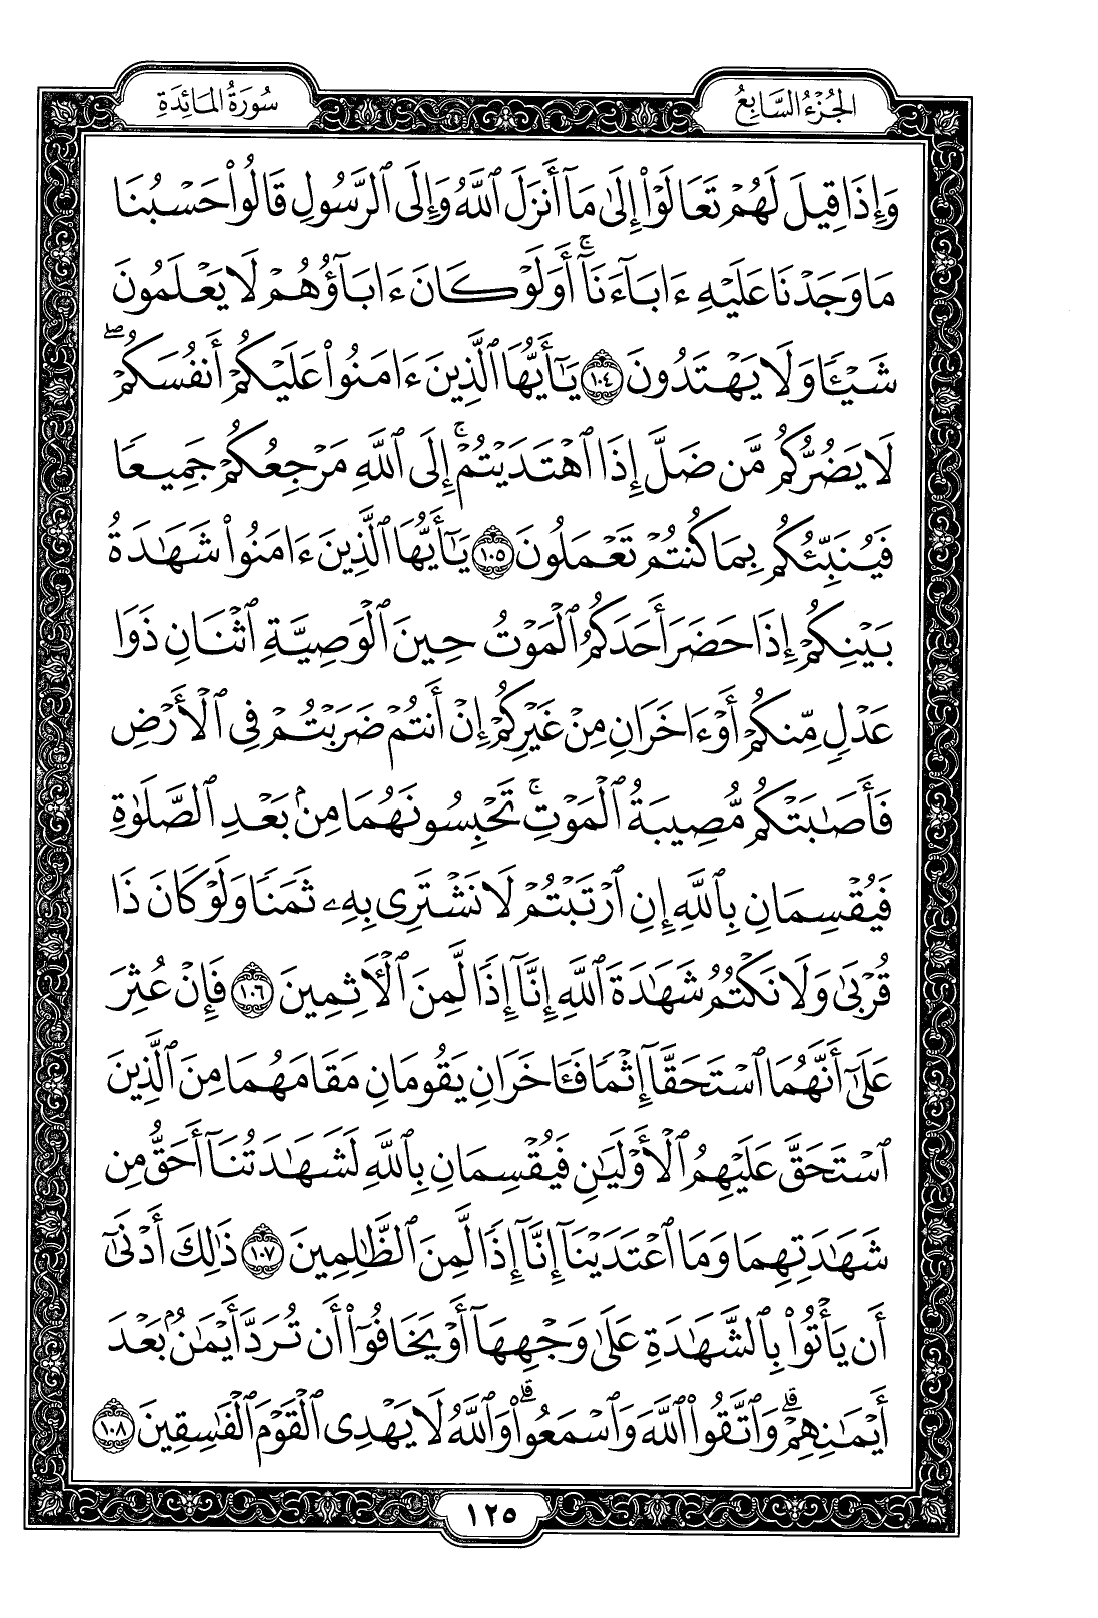 الجُزْءُ السَّابِعُ
سُورَةُ المَائِدَةِ
وَإِذَا قِيلَ لَهُمْ تَعَالَوْا۟ إِلَىٰ مَآ أَنزَلَ ٱللَّهُ وَإِلَى ٱلرَّسُولِ قَالُوا۟ حَسْبُنَا
مَا وَجَدْنَا عَلَيْهِ ءَابَآءَنَآ ۚ أَوَلَوْ كَانَ ءَابَآؤُهُمْ لَا يَعْلَمُونَ
شَيْـًٔا وَلَا يَهْتَدُونَ ١٠٤ يَـٰٓأَيُّهَا ٱلَّذِينَ ءَامَنُوا۟ عَلَيْكُمْ أَنفُسَكُمْ ۖ
لَا يَضُرُّكُم مَّن ضَلَّ إِذَا ٱهْتَدَيْتُمْ ۚ إِلَى ٱللَّهِ مَرْجِعُكُمْ جَمِيعًا
فَيُنَبِّئُكُم بِمَا كُنتُمْ تَعْمَلُونَ ١٠٥ يَـٰٓأَيُّهَا ٱلَّذِينَ ءَامَنُوا۟ شَهَـٰدَةُ
بَيْنِكُمْ إِذَا حَضَرَ أَحَدَكُمُ ٱلْمَوْتُ حِينَ ٱلْوَصِيَّةِ ٱثْنَانِ ذَوَا
عَدْلٍ مِّنكُمْ أَوْ ءَاخَرَانِ مِنْ غَيْرِكُمْ إِنْ أَنتُمْ ضَرَبْتُمْ فِى ٱلْأَرْضِ
فَأَصَـٰبَتْكُم مُّصِيبَةُ ٱلْمَوْتِ ۚ تَحْبِسُونَهُمَا مِنۢ بَعْدِ ٱلصَّلَوٰةِ
فَيُقْسِمَانِ بِٱللَّهِ إِنِ ٱرْتَبْتُمْ لَا نَشْتَرِى بِهِۦ ثَمَنًا وَلَوْ كَانَ ذَا
قُرْبَىٰ وَلَا نَكْتُمُ شَهَـٰدَةَ ٱللَّهِ إِنَّآ إِذًا لَّمِنَ ٱلْـَٔاثِمِينَ ١٠٦ فَإِنْ عُثِرَ
عَلَىٰٓ أَنَّهُمَا ٱسْتَحَقَّآ إِثْمًا فَـَٔاخَرَانِ يَقُومَانِ مَقَامَهُمَا مِنَ ٱلَّذِينَ
ٱسْتَحَقَّ عَلَيْهِمُ ٱلْأَوْلَيَـٰنِ فَيُقْسِمَانِ بِٱللَّهِ لَشَهَـٰدَتُنَآ أَحَقُّ مِن
شَهَـٰدَتِهِمَا وَمَا ٱعْتَدَيْنَآ إِنَّآ إِذًا لَّمِنَ ٱلظَّـٰلِمِينَ ١٠٧ ذَٰلِكَ أَدْنَىٰٓ
أَن يَأْتُوا۟ بِٱلشَّهَـٰدَةِ عَلَىٰ وَجْهِهَآ أَوْ يَخَافُوٓا۟ أَن تُرَدَّ أَيْمَـٰنٌۢ بَعْدَ
أَيْمَـٰنِهِمْ ۗ وَٱتَّقُوا۟ ٱللَّهَ وَٱسْمَعُوا۟ ۗ وَٱللَّهُ لَا يَهْدِى ٱلْقَوْمَ ٱلْفَـٰسِقِينَ ١٠٨
١٢٥